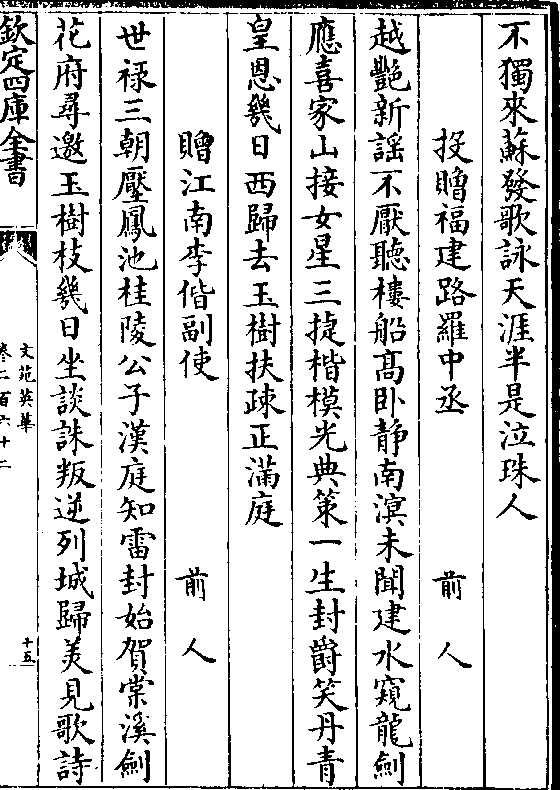 不獨來蘇發歌詠天涯半是泣珠人
投贈福建路羅中丞　前人
越艷新謡不厭聽樓船髙卧静南溟未聞建水窺龍劍
應喜家山接女星三捷楷模光典䇿一生封爵笑丹青
皇恩幾日西歸去玉樹扶疎正滿庭
贈江南李偕副使　前人
世禄三朝壓鳳池桂陵公子漢庭知雷封始賀棠溪劍
花府尋邀玉樹枝幾日坐談誅叛逆列城歸美見歌詩
欽定四庫全書
文苑英華
卷二百六十二
十五